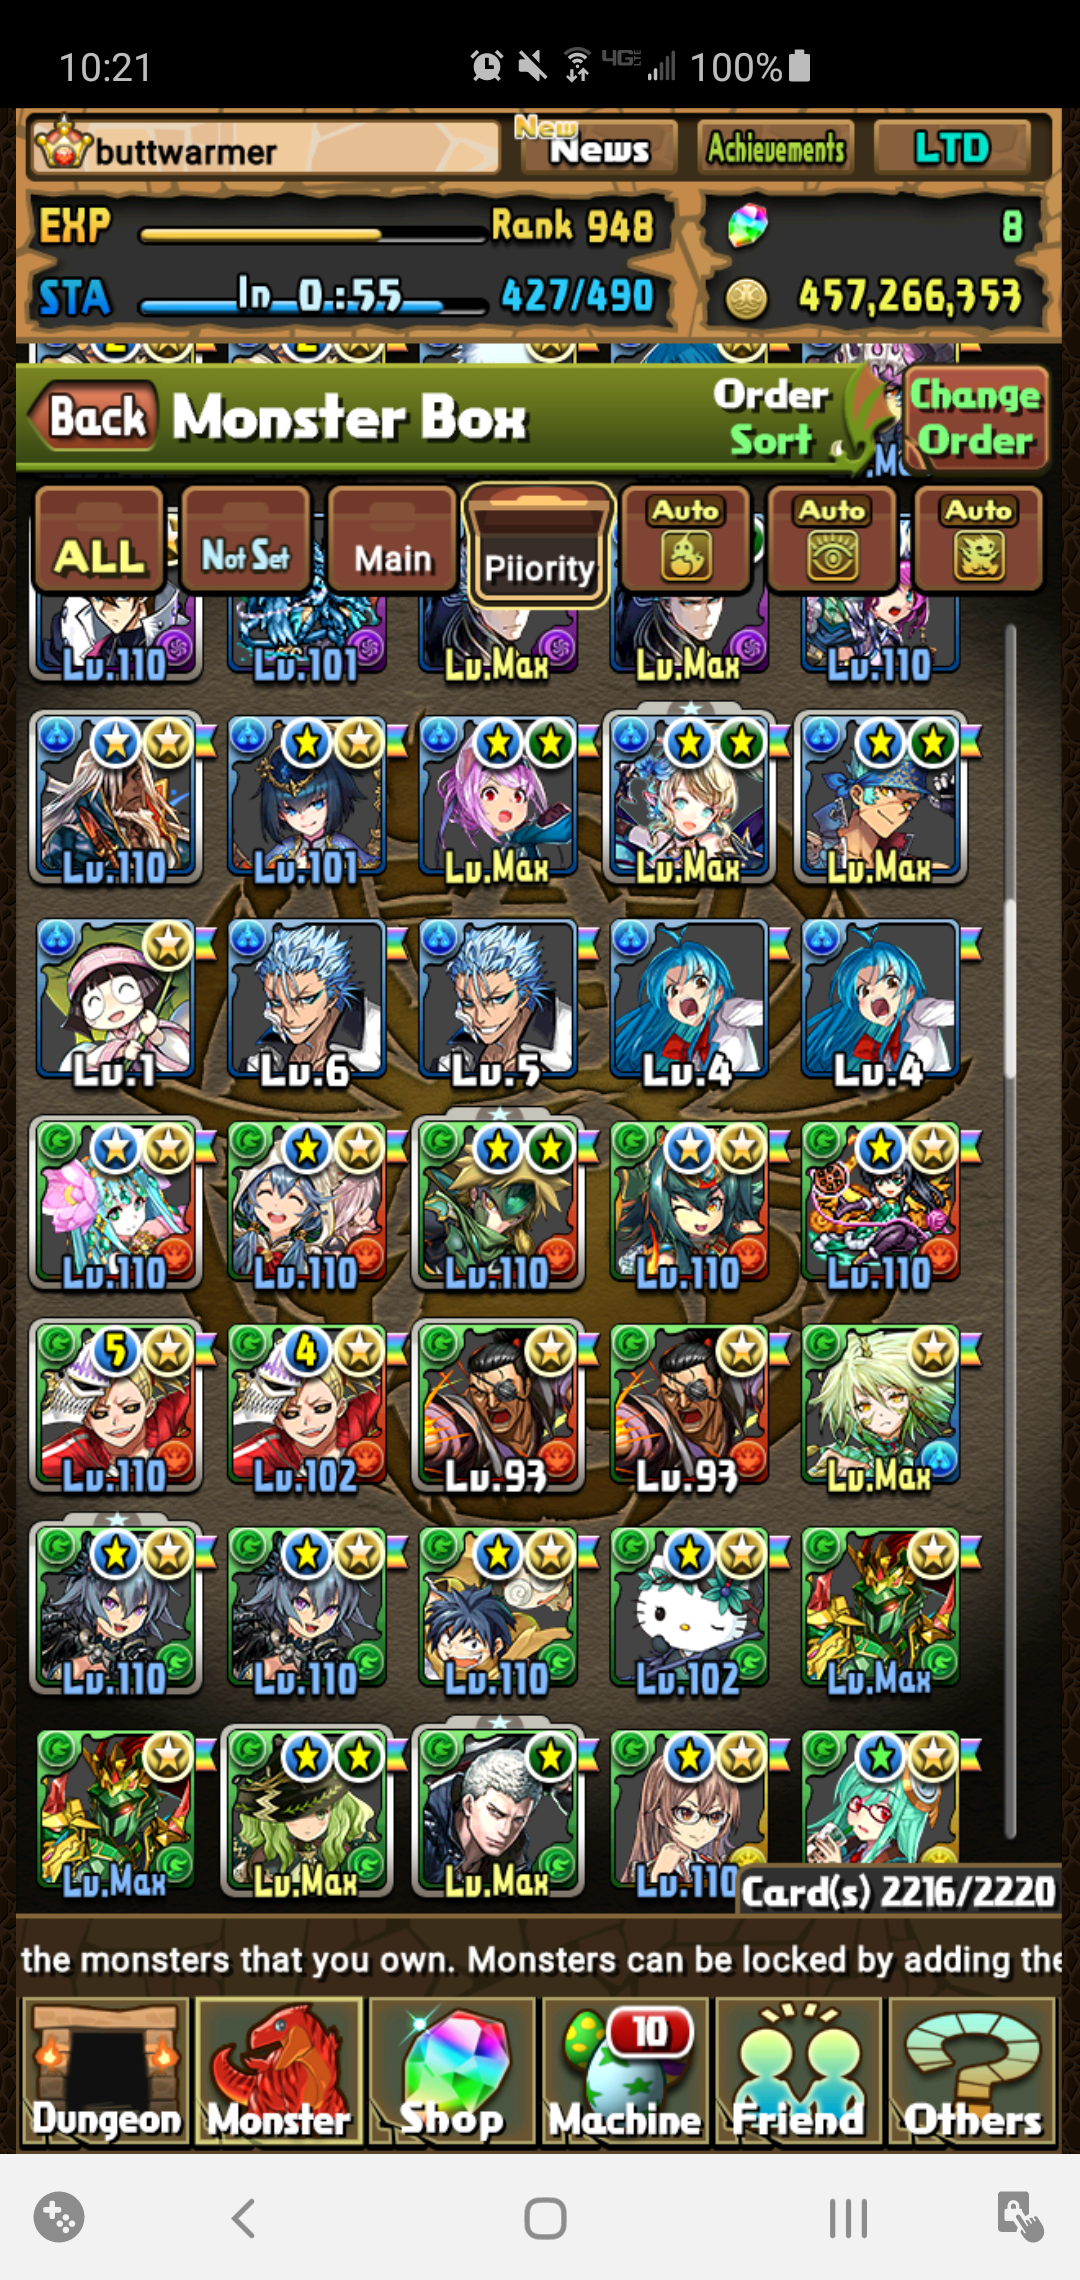 10:21 4G LTE 100%
buttwarmer New News Achievements LTD
EXP Rank 948 8
STA In 0:55 427/490 457,266,353
Back Monster Box Order Sort Change Order
ALL Not Set Main Piiority Auto Auto Auto
Lv.110 Lv.101 Lv.Max Lv.Max Lv.110
Lv.110 Lv.101 Lv.Max Lv.Max Lv.Max
Lv.1 Lv.6 Lv.5 Lv.4 Lv.4
Lv.110 Lv.110 Lv.110 Lv.110 Lv.110
5 4
Lv.110 Lv.102 Lv.93 Lv.93 Lv.Max
Lv.110 Lv.110 Lv.110 Lv.102 Lv.Max
Lv.Max Lv.Max Lv.Max Lv.110
Card(s) 2216/2220
the monsters that you own. Monsters can be locked by adding the
10
Dungeon Monster Shop Machine Friend Others